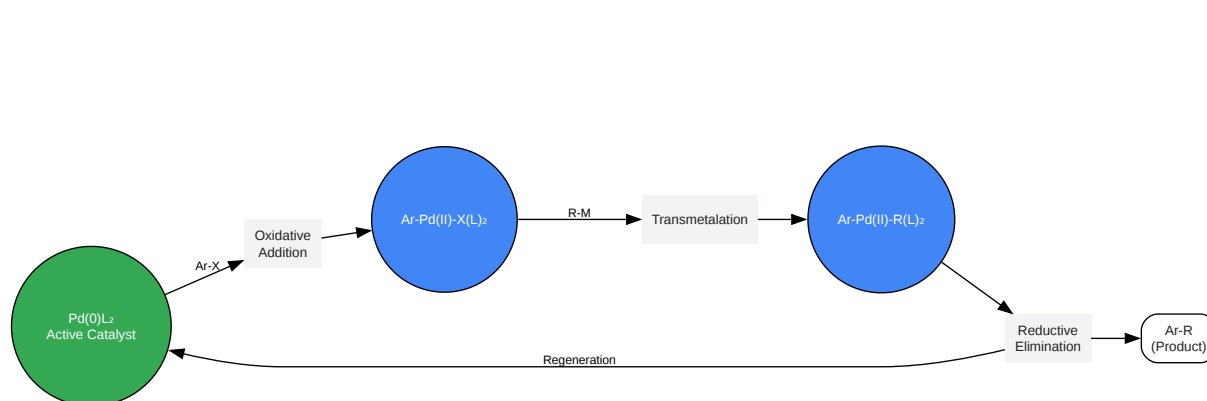 Pd(0)L₂
Active Catalyst
Ar-X
Oxidative
Addition
Ar-Pd(II)-X(L)₂
R-M
Transmetalation
Ar-Pd(II)-R(L)₂
Reductive
Elimination
Ar-R
(Product)
Regeneration